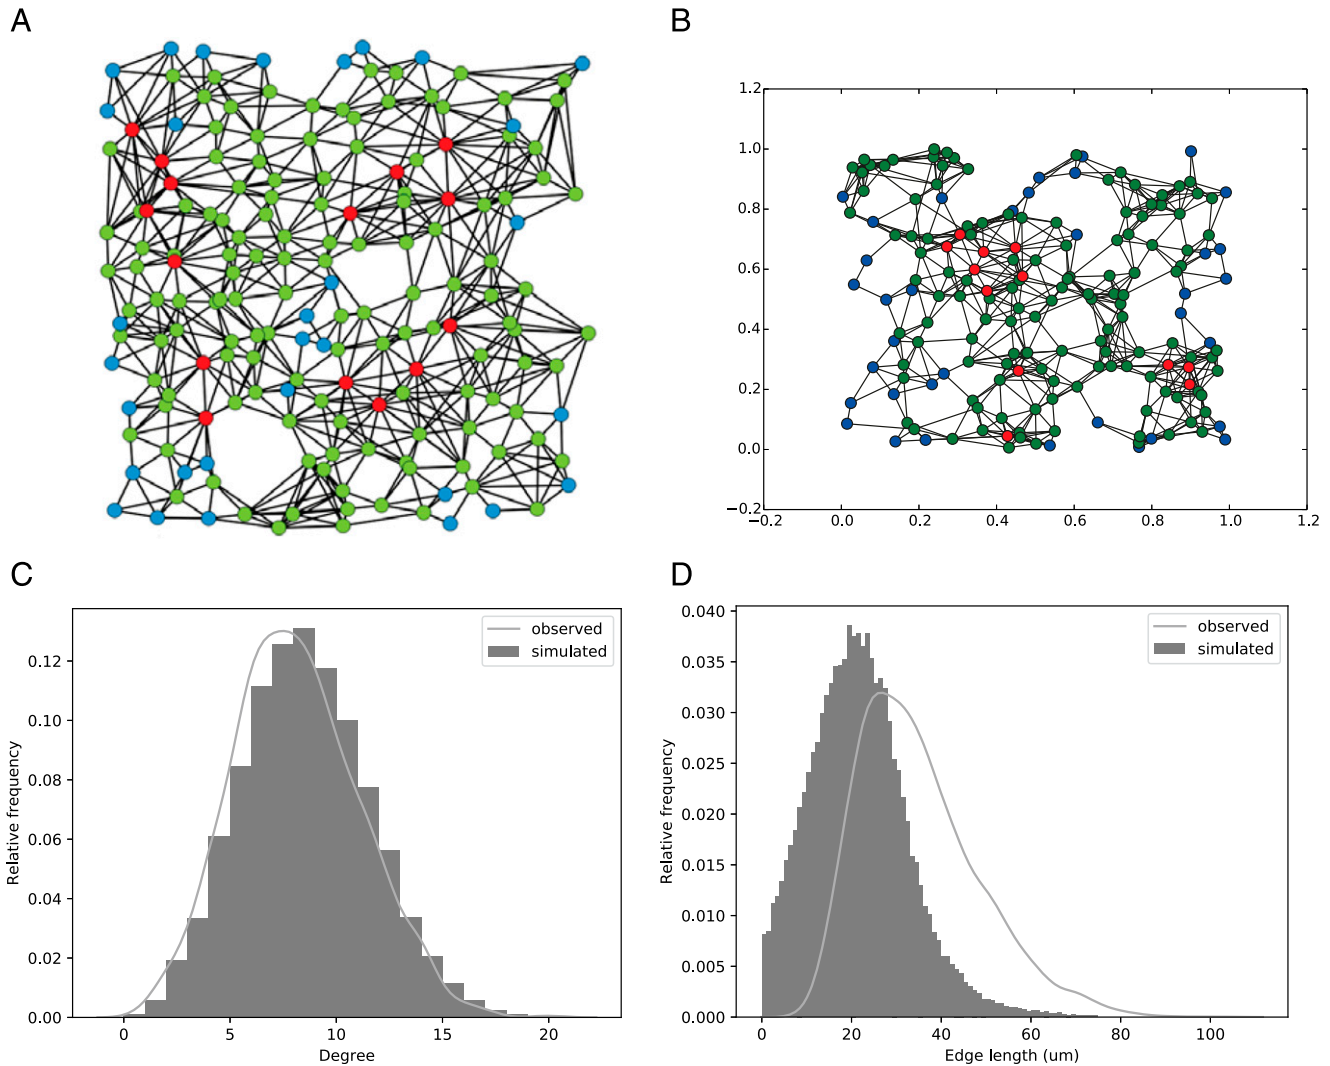 A
B
1.2
1.0
0.8
0.6
0.4
0.2
0.0
−0.2
−0.2 0.0 0.2 0.4 0.6 0.8 1.0 1.2
C
D
observed
simulated
0.12
0.10
0.08
0.06
0.04
0.02
0.00
Relative frequency
0 5 10 15 20
Degree
observed
simulated
0.040
0.035
0.030
0.025
0.020
0.015
0.010
0.005
0.000
Relative frequency
0 20 40 60 80 100
Edge length (um)